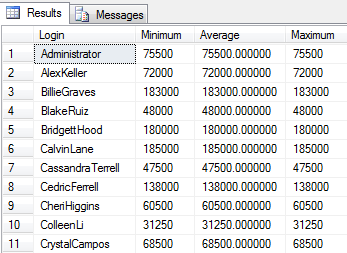 Results Messages
Login Minimum Average Maximum
1 Administrator 75500 75500.000000 75500
2 AlexKeller 72000 72000.000000 72000
3 BillieGraves 183000 183000.000000 183000
4 BlakeRuiz 48000 48000.000000 48000
5 BridgettHood 180000 180000.000000 180000
6 CalvinLane 185000 185000.000000 185000
7 CassandraTerrell 47500 47500.000000 47500
8 CedricFerrell 138000 138000.000000 138000
9 CheriHiggins 60500 60500.000000 60500
10 ColleenLi 31250 31250.000000 31250
11 CrystalCampos 68500 68500.000000 68500